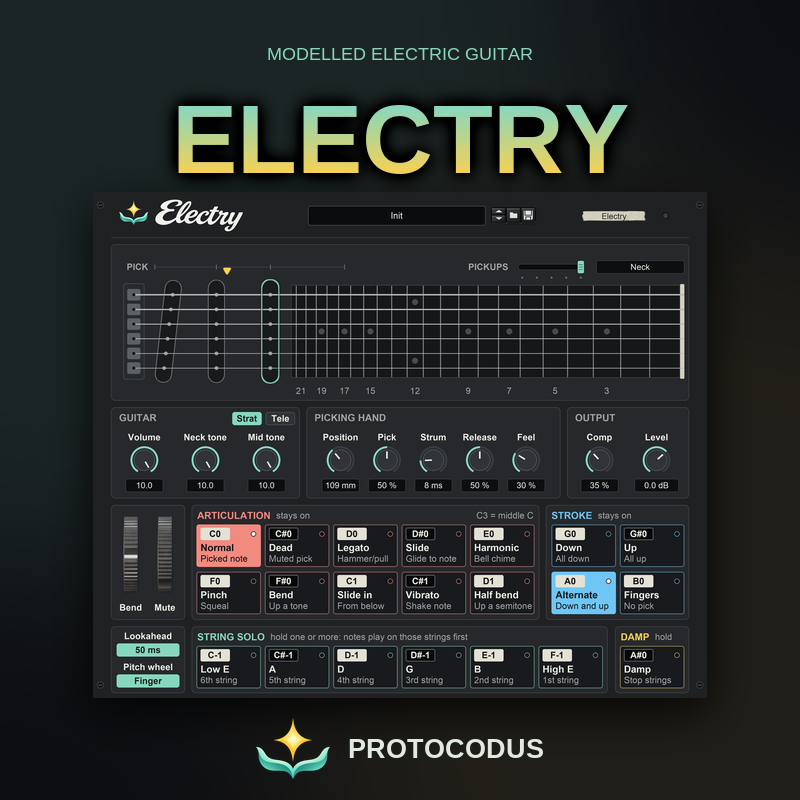 MODELLED ELECTRIC GUITAR
ELECTRY
Electry
Init
Electry
PICK
PICKUPS
Neck
21 19 17 15 12 9 7 5 3
GUITAR
Strat
Tele
Volume
Neck tone
Mid tone
10.0
10.0
10.0
PICKING HAND
Position
Pick
Strum
Release
Feel
109 mm
50 %
8 ms
50 %
30 %
OUTPUT
Comp
Level
35 %
0.0 dB
Bend
Mute
ARTICULATION stays on
C3 = middle C
C0
Normal
Picked note
C#0
Dead
Muted pick
D0
Legato
Hammer/pull
D#0
Slide
Glide to note
E0
Harmonic
Bell chime
F0
Pinch
Squeal
F#0
Bend
Up a tone
C1
Slide in
From below
C#1
Vibrato
Shake note
D1
Half bend
Up a semitone
STROKE stays on
G0
Down
All down
G#0
Up
All up
A0
Alternate
Down and up
B0
Fingers
No pick
Lookahead
50 ms
Pitch wheel
Finger
STRING SOLO hold one or more: notes play on those strings first
C-1
Low E
6th string
C#-1
A
5th string
D-1
D
4th string
D#-1
G
3rd string
E-1
B
2nd string
F-1
High E
1st string
DAMP hold
A#0
Damp
Stop strings
PROTOCODUS